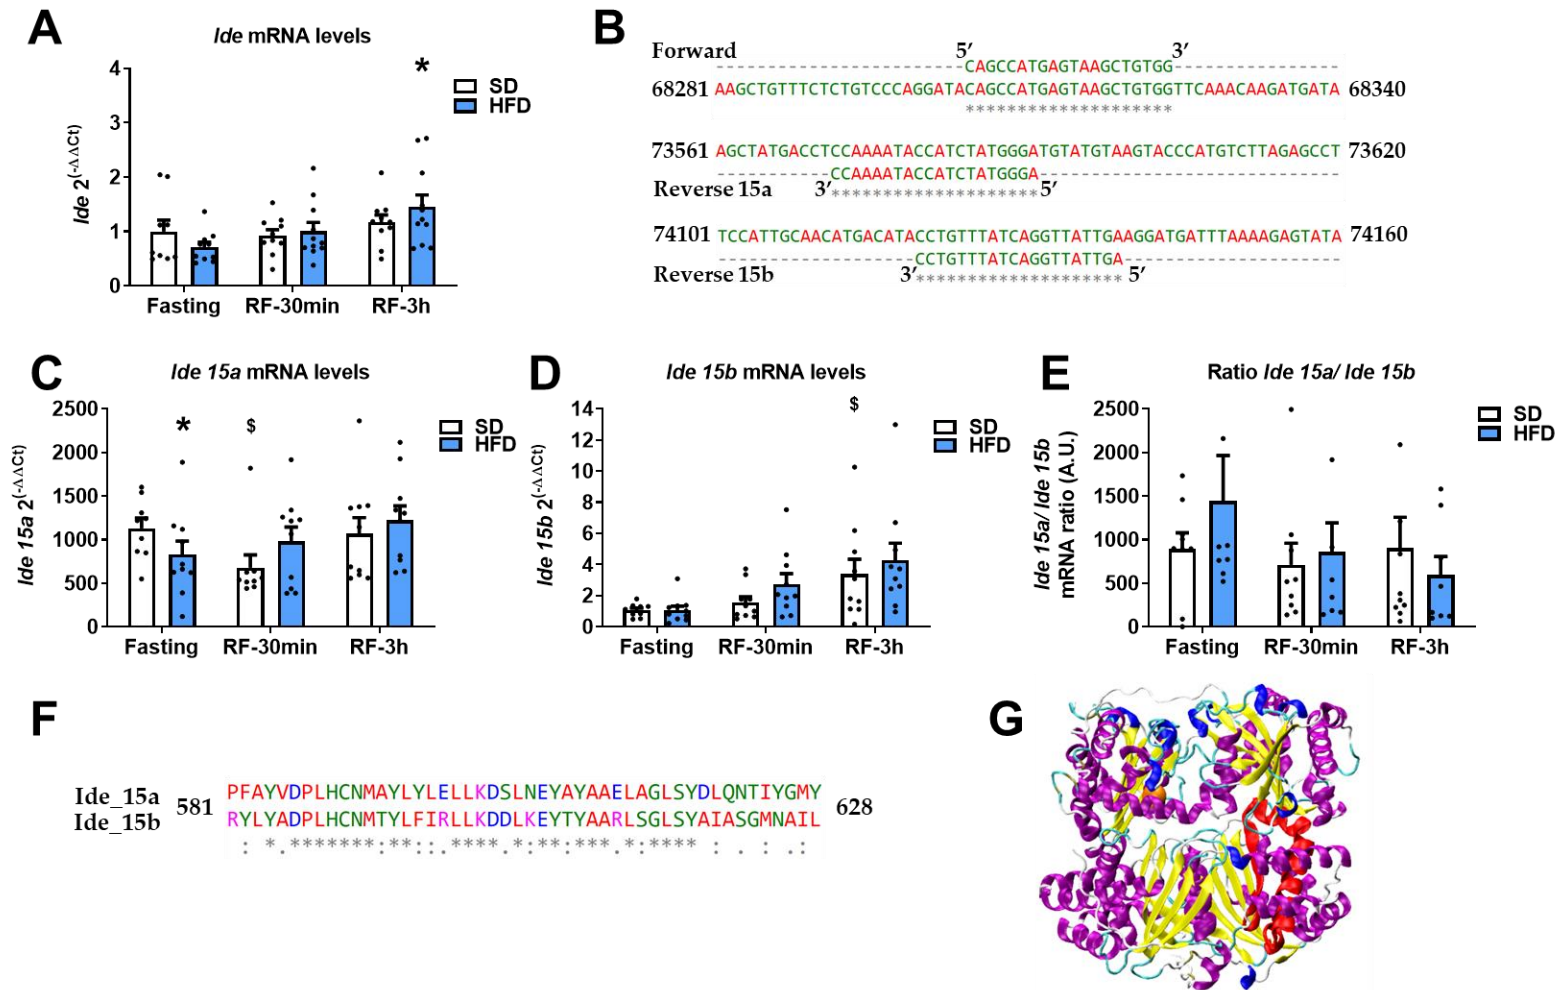 A
Ide mRNA levels
Ide 2(-ΔΔCt)
4
3
2
1
0
*
SD
HFD
Fasting
RF-30min
RF-3h
B
Forward
5′ 3′
CAGCCATGAGTAAGCTGTGG
68281 AAGCTGTTTCTCTGTCCCAGGATACAGCCATGAGTAAGCTGTGGTTCAAACAAGATGATA 68340
********************
73561 AGCTATGACCTCCAAAATACCATCTATGGGATGTATGTAAGTACCCATGTCTTAGAGCCT 73620
CCAAAATACCATCTATGGGA
Reverse 15a 3′ ******************** 5′
74101 TCCATTGCAACATGACATACCTGTTTATCAGGTTATTGAAGGATGATTTAAAAGAGTATA 74160
CCTGTTTATCAGGTTATTGA
Reverse 15b 3′ ******************** 5′
C
Ide 15a mRNA levels
Ide 15a 2(-ΔΔCt)
2500
2000
1500
1000
500
0
* $
SD
HFD
Fasting
RF-30min
RF-3h
D
Ide 15b mRNA levels
Ide 15b 2(-ΔΔCt)
14
12
10
8
6
4
2
0
$
SD
HFD
Fasting
RF-30min
RF-3h
E
Ratio Ide 15a/ Ide 15b
Ide 15a/ Ide 15b
mRNA ratio (A.U.)
2500
2000
1500
1000
500
0
SD
HFD
Fasting
RF-30min
RF-3h
F
Ide_15a
Ide_15b
581
PFAYVDPLHCNMAYLYLELLKDSLNEYAYAAELAGLSYDLQNTIYGMY
RYLYADPLHCNMTYLFIRLLKDDLKEYTYAARLSGLSYAIASGMNAIL
628
: *.*******:**::.****.:**:***.*:**** : . : .:
G